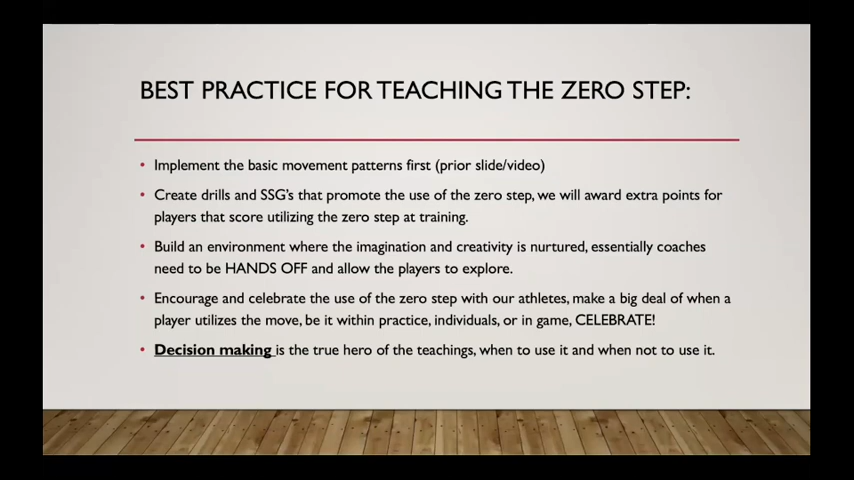 BEST PRACTICE FOR TEACHING THE ZERO STEP:
• Implement the basic movement patterns first (prior slide/video)
• Create drills and SSG's that promote the use of the zero step, we will award extra points for
players that score utilizing the zero step at training.
• Build an environment where the imagination and creativity is nurtured, essentially coaches
need to be HANDS OFF and allow the players to explore.
• Encourage and celebrate the use of the zero step with our athletes, make a big deal of when a
player utilizes the move, be it within practice, individuals, or in game, CELEBRATE!
• Decision making is the true hero of the teachings, when to use it and when not to use it.